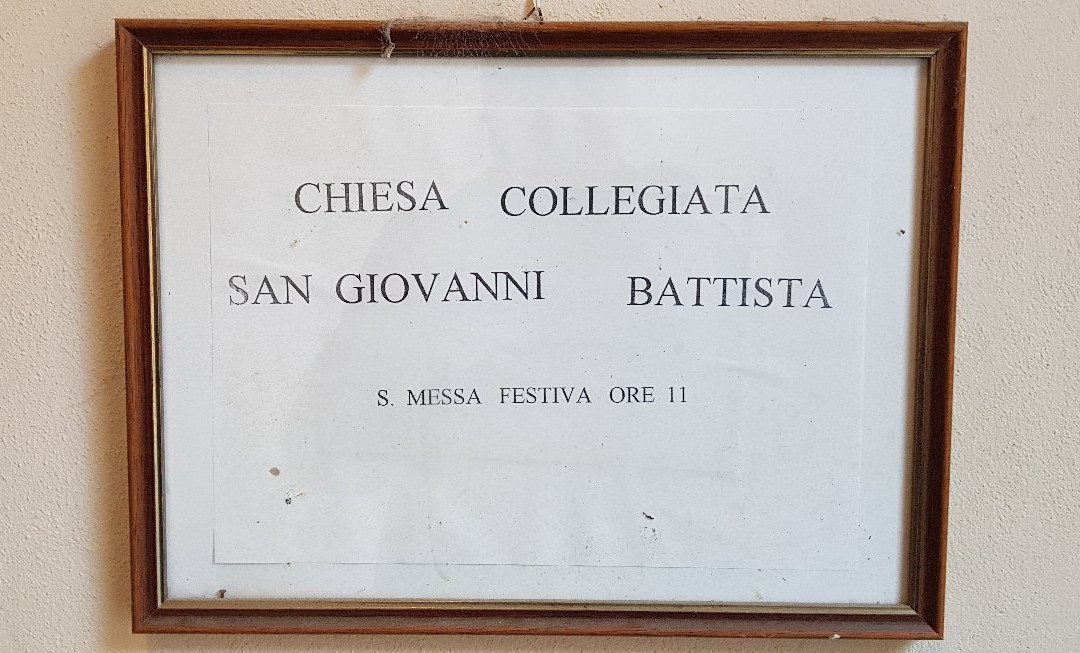 CHIESA COLLEGIATA
SAN GIOVANNI BATTISTA
S. MESSA FESTIVA ORE 11